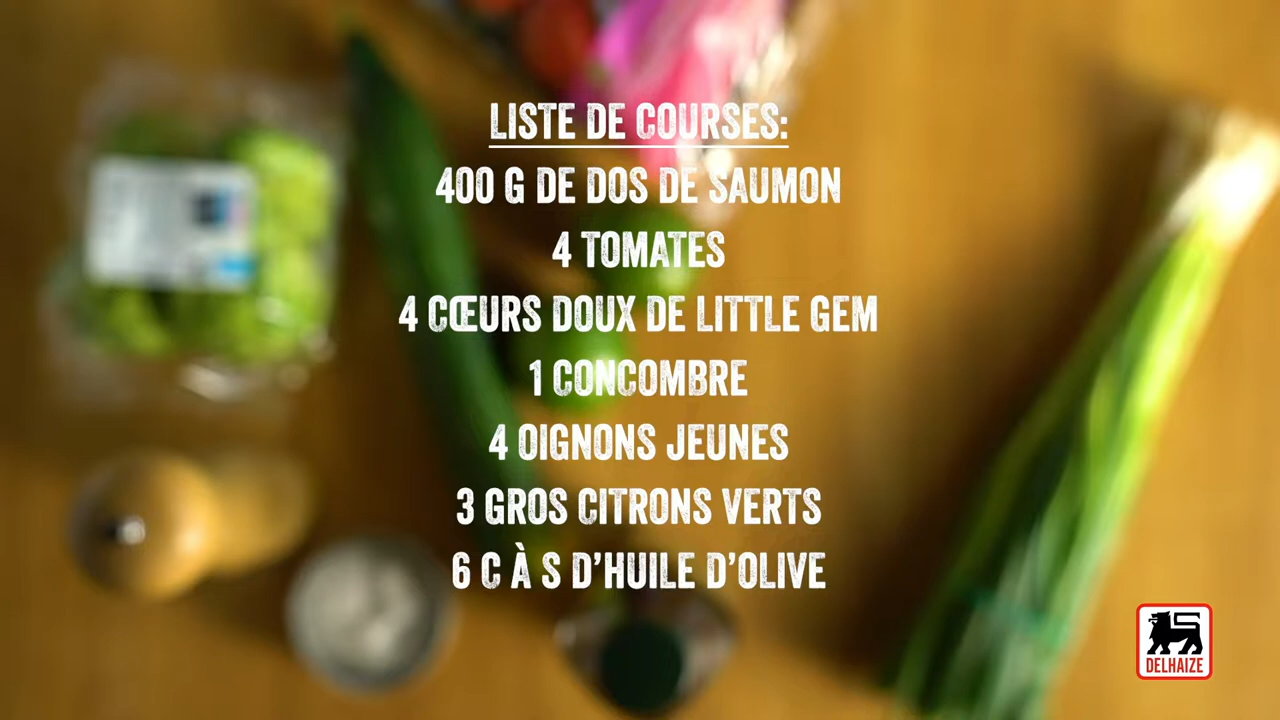 LISTE DE COURSES:
400 G DE DOS DE SAUMON
4 TOMATES
4 CŒURS DOUX DE LITTLE GEM
1 CONCOMBRE
4 OIGNONS JEUNES
3 GROS CITRONS VERTS
6 C À S D'HUILE D'OLIVE
DELHAIZE